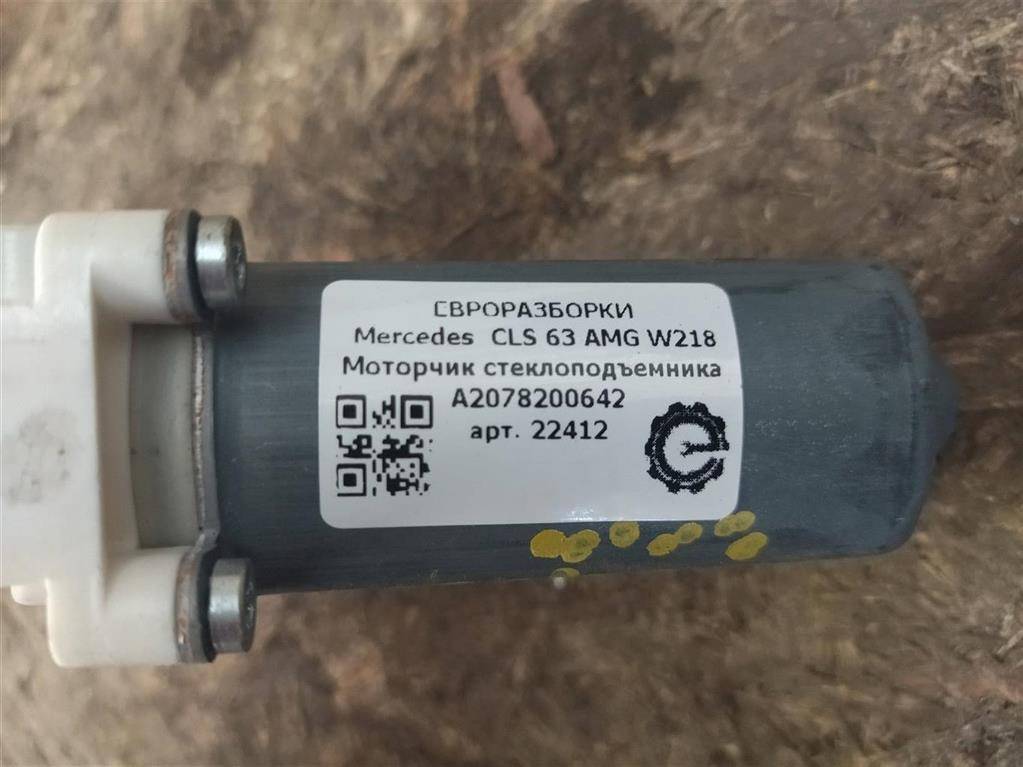 ЕВРОРАЗБОРКИ
Mercedes CLS 63 AMG W218
Моторчик стеклоподъемника
A2078200642
арт. 22412